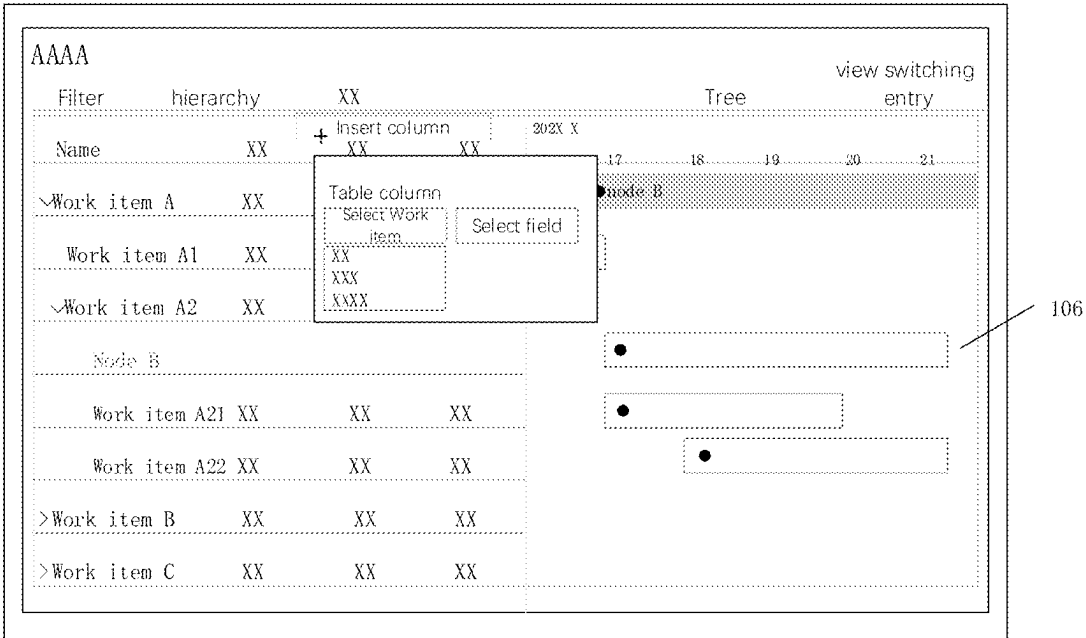 AAAA
view switching
entry
Filter hierarchy XX Tree
+ Insert column 202X X
Name XX XX XX 17 18 19 20 21
Work item A XX node B
Table column
Select Work
item
Select field
Work item A1 XX
XX
XXX
XXXX
Work item A2 XX
106
Node B
Work item A21 XX XX XX
Work item A22 XX XX XX
>Work item B XX XX XX
>Work item C XX XX XX